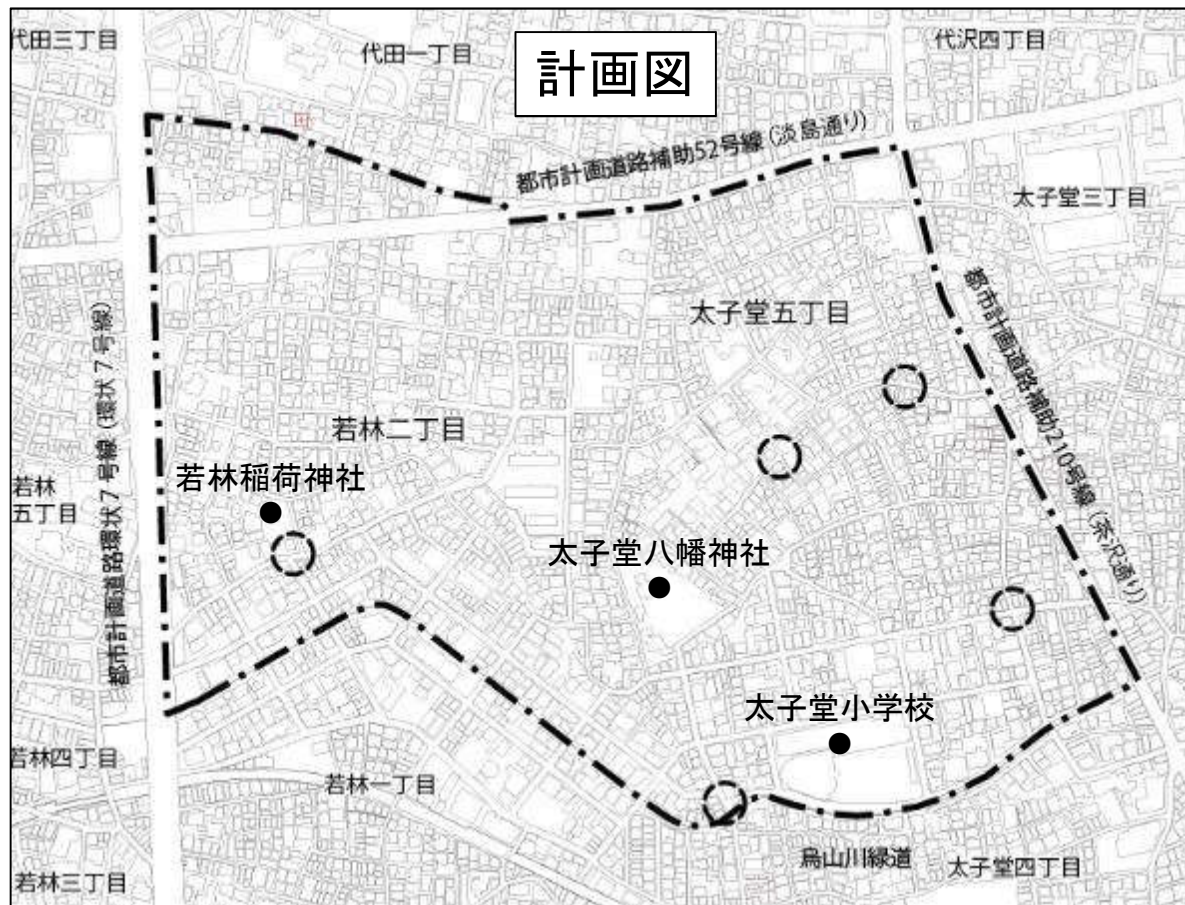 計画図
代田三丁目
代田一丁目
代沢四丁目
都市計画道路補助52号線 (淡島通り)
太子堂三丁目
都市計画道路環状7号線 (環状7号線)
太子堂五丁目
都市計画道路補助210号線 (茶沢通り)
若林二丁目
若林稲荷神社
若林
五丁目
太子堂八幡神社
太子堂小学校
若林四丁目
若林一丁目
烏山川緑道
太子堂四丁目
若林三丁目